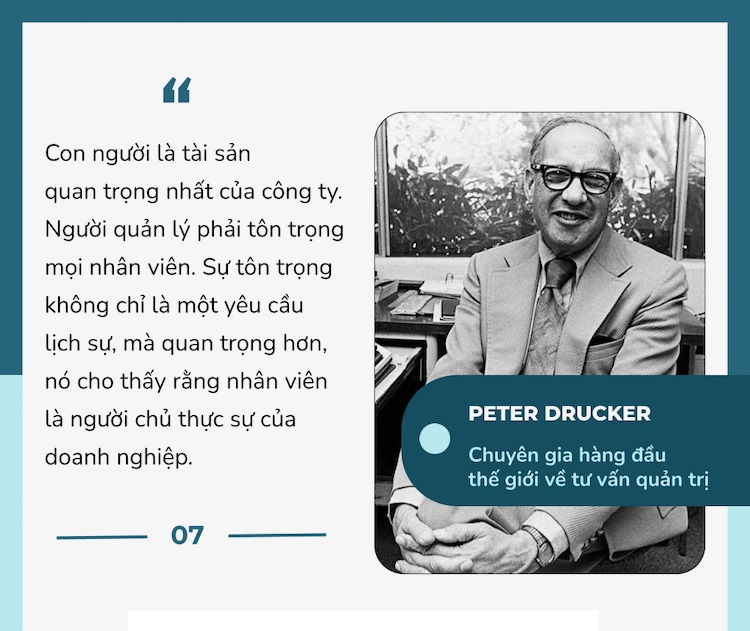 “
Con người là tài sản
quan trọng nhất của công ty.
Người quản lý phải tôn trọng
mọi nhân viên. Sự tôn trọng
không chỉ là một yêu cầu
lịch sự, mà quan trọng hơn,
nó cho thấy rằng nhân viên
là người chủ thực sự của
doanh nghiệp.
07
PETER DRUCKER
Chuyên gia hàng đầu
thế giới về tư vấn quản trị